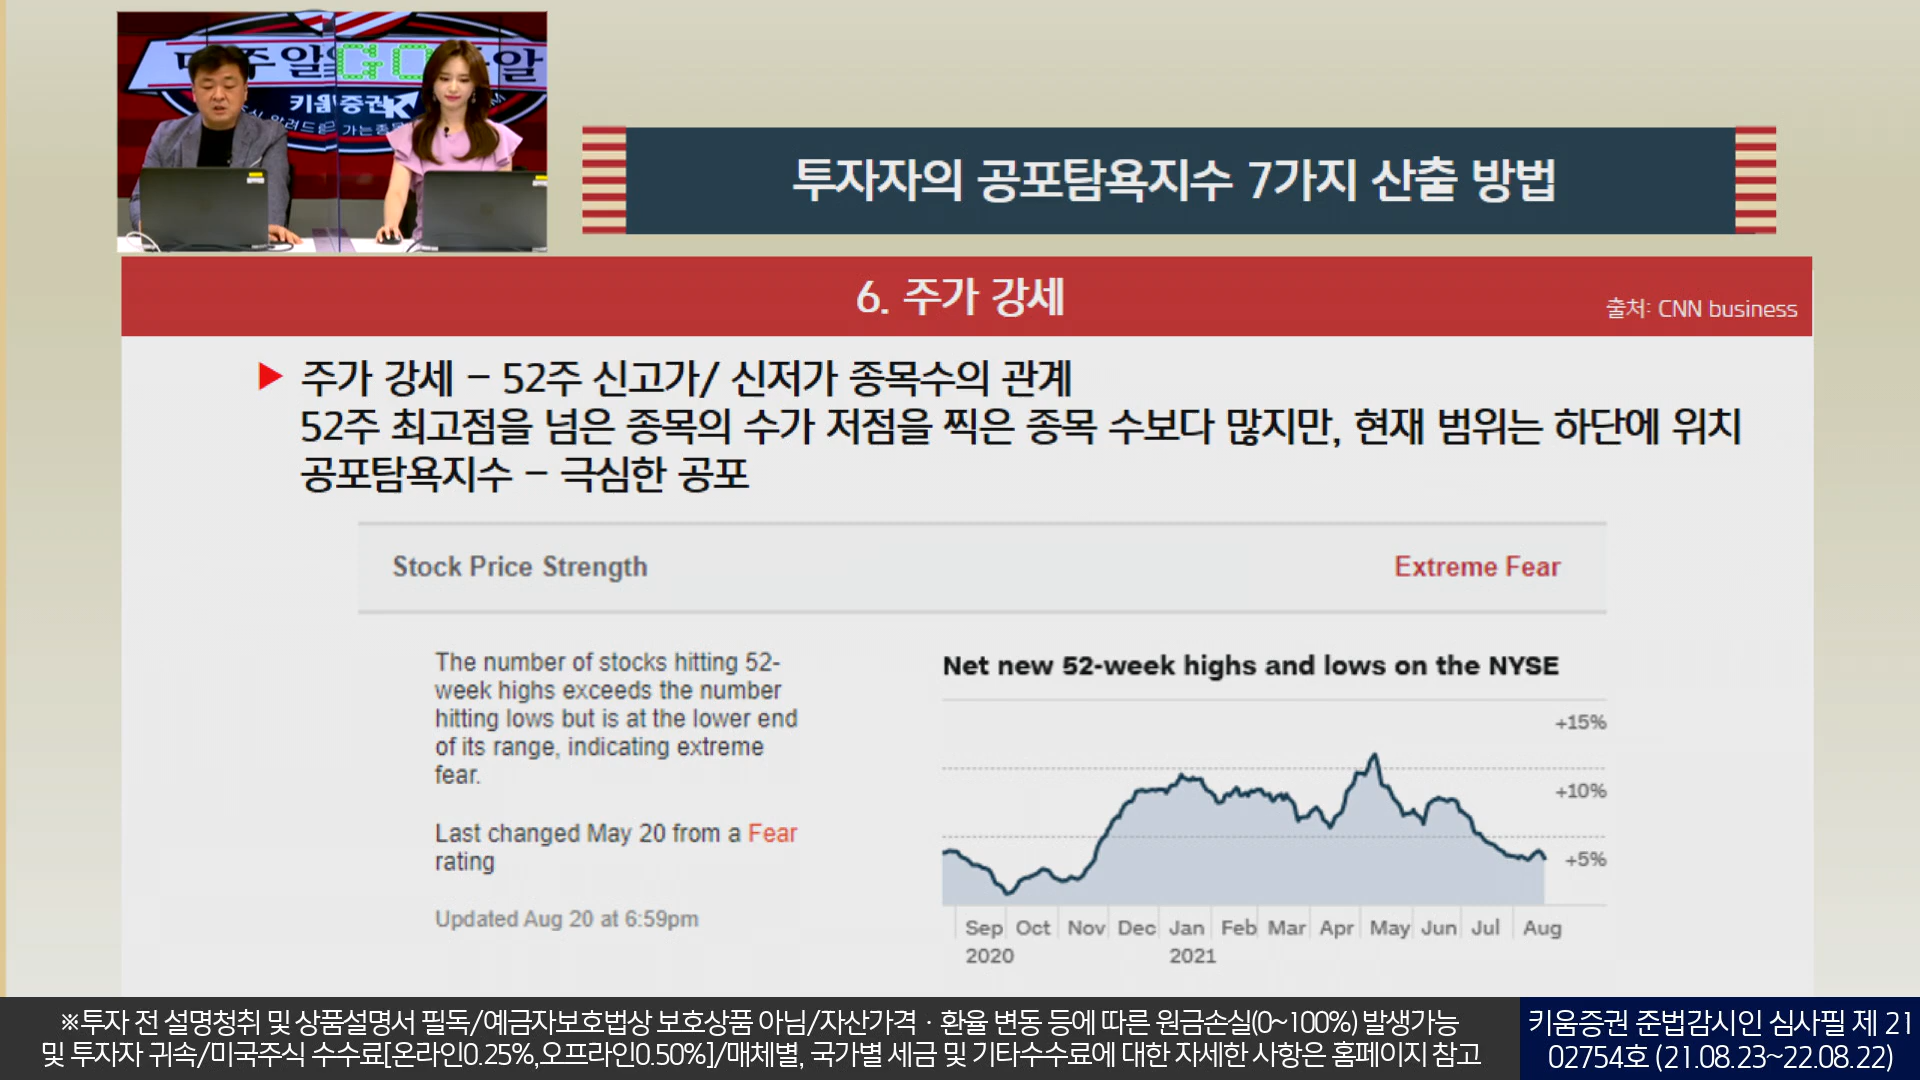 알
GO
알
키움증권
투자자의 공포탐욕지수 7가지 산출 방법
6. 주가 강세
출처: CNN business
주가 강세 – 52주 신고가/ 신저가 종목수의 관계
52주 최고점을 넘은 종목의 수가 저점을 찍은 종목 수보다 많지만, 현재 범위는 하단에 위치
공포탐욕지수 – 극심한 공포
Stock Price Strength
Extreme Fear
The number of stocks hitting 52-
week highs exceeds the number
hitting lows but is at the lower end
of its range, indicating extreme
fear.
Last changed May 20 from a Fear
rating
Updated Aug 20 at 6:59pm
Net new 52-week highs and lows on the NYSE
+15%
+10%
+5%
Sep Oct Nov Dec Jan Feb Mar Apr May Jun Jul Aug
2020 2021
※투자 전 설명청취 및 상품설명서 필독/예금자보호법상 보호상품 아님/자산가격 · 환율 변동 등에 따른 원금손실(0~100%) 발생가능
및 투자자 귀속/미국주식 수수료[온라인0.25%,오프라인0.50%]/매체별, 국가별 세금 및 기타수수료에 대한 자세한 사항은 홈페이지 참고
키움증권 준법감시인 심사필 제 21
02754호 (21.08.23~22.08.22)